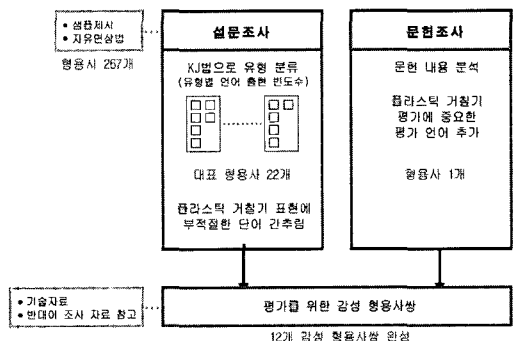 • 샘플제시
• 자유연상법
형용사 267개
설문조사
KJ법으로 유형 분류
(유형별 언어 출현 빈도수)
대표 형용사 22개
플라스틱 거칠기 표현에
부적절한 단어 간추림
문헌조사
문헌 내용 분석
플라스틱 거칠기
평가에 중요한
평가 언어 추가
형용사 1개
• 기술자료
• 반대어 조사 자료 참고
평가를 위한 감성 형용사쌍
12개 감성 형용사쌍 완성